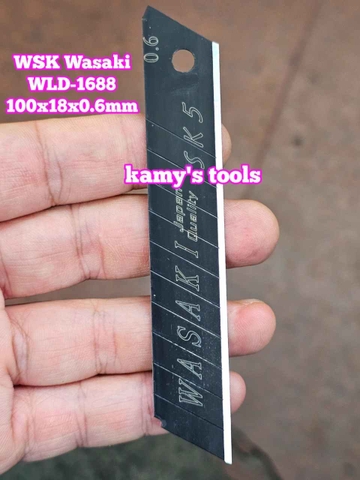 WSK Wasaki
WLD-1688
100x18x0.6mm
0.6
kamy's tools
WASAKI Japan quality SK5